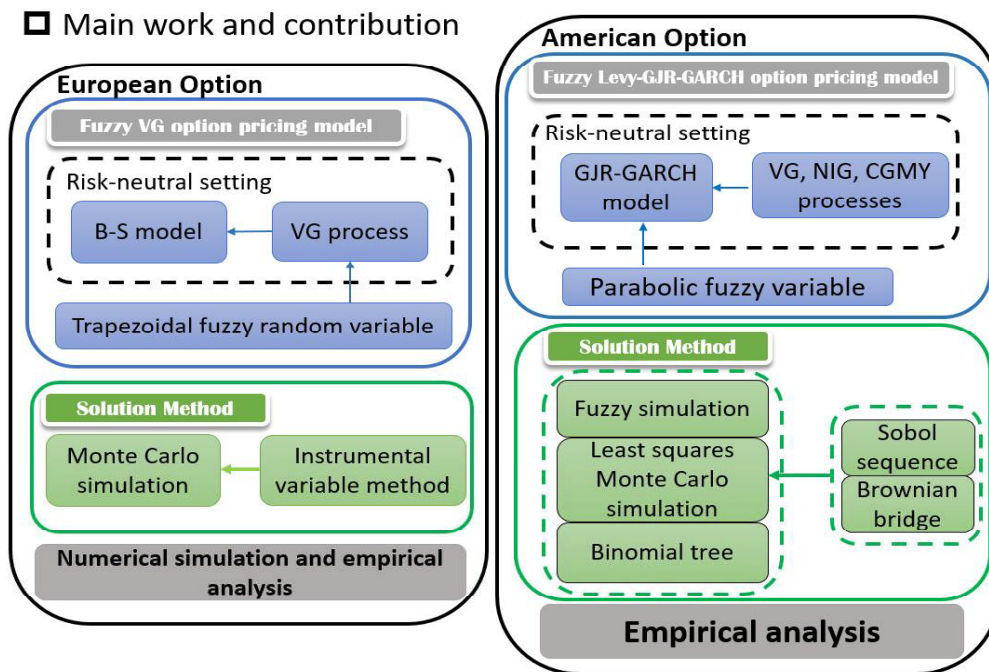 Main work and contribution
European Option
Fuzzy VG option pricing model
Risk-neutral setting
B-S model
VG process
Trapezoidal fuzzy random variable
Solution Method
Monte Carlo
simulation
Instrumental
variable method
Numerical simulation and empirical
analysis
American Option
Fuzzy Levy-GJR-GARCH option pricing model
Risk-neutral setting
GJR-GARCH
model
VG, NIG, CGMY
processes
Parabolic fuzzy variable
Solution Method
Fuzzy simulation
Least squares
Monte Carlo
simulation
Binomial tree
Sobol
sequence
Brownian
bridge
Empirical analysis